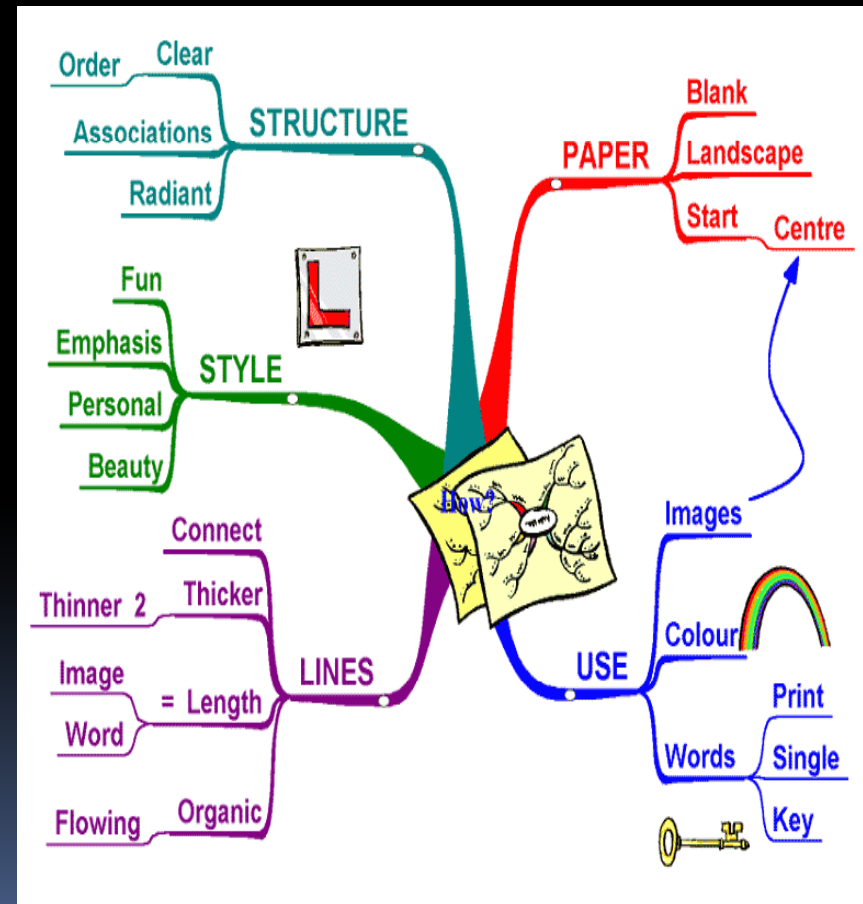 How?
PAPER
Blank
Landscape
Start
Centre
USE
Images
Colour
Words
Print
Single
Key
LINES
Connect
Thicker
Thinner 2
= Length
Image
Word
Organic
Flowing
STYLE
Fun
Emphasis
Personal
Beauty
STRUCTURE
Clear
Order
Associations
Radiant
L